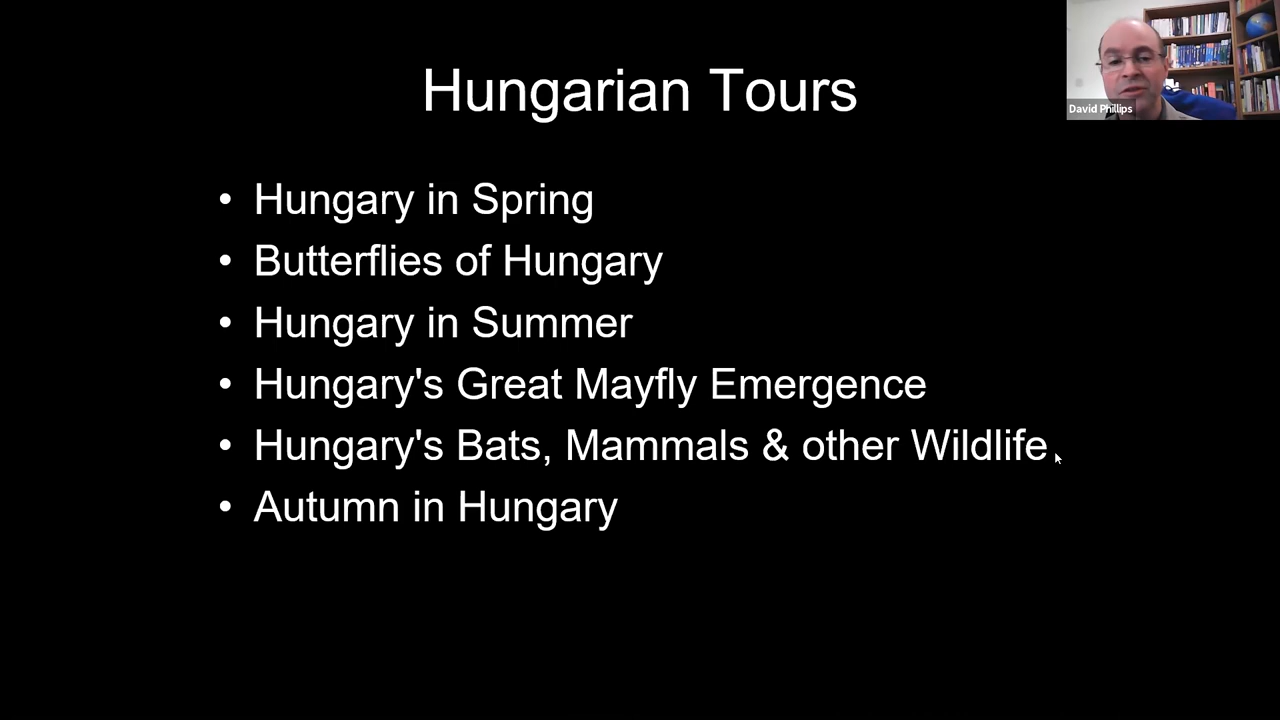 Hungarian Tours
David Phillips
• Hungary in Spring
• Butterflies of Hungary
• Hungary in Summer
• Hungary's Great Mayfly Emergence
• Hungary's Bats, Mammals & other Wildlife
• Autumn in Hungary